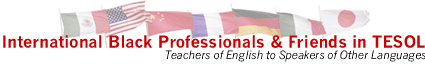 International Black Professionals & Friends in TESOL
Teachers of English to Speakers of Other Languages